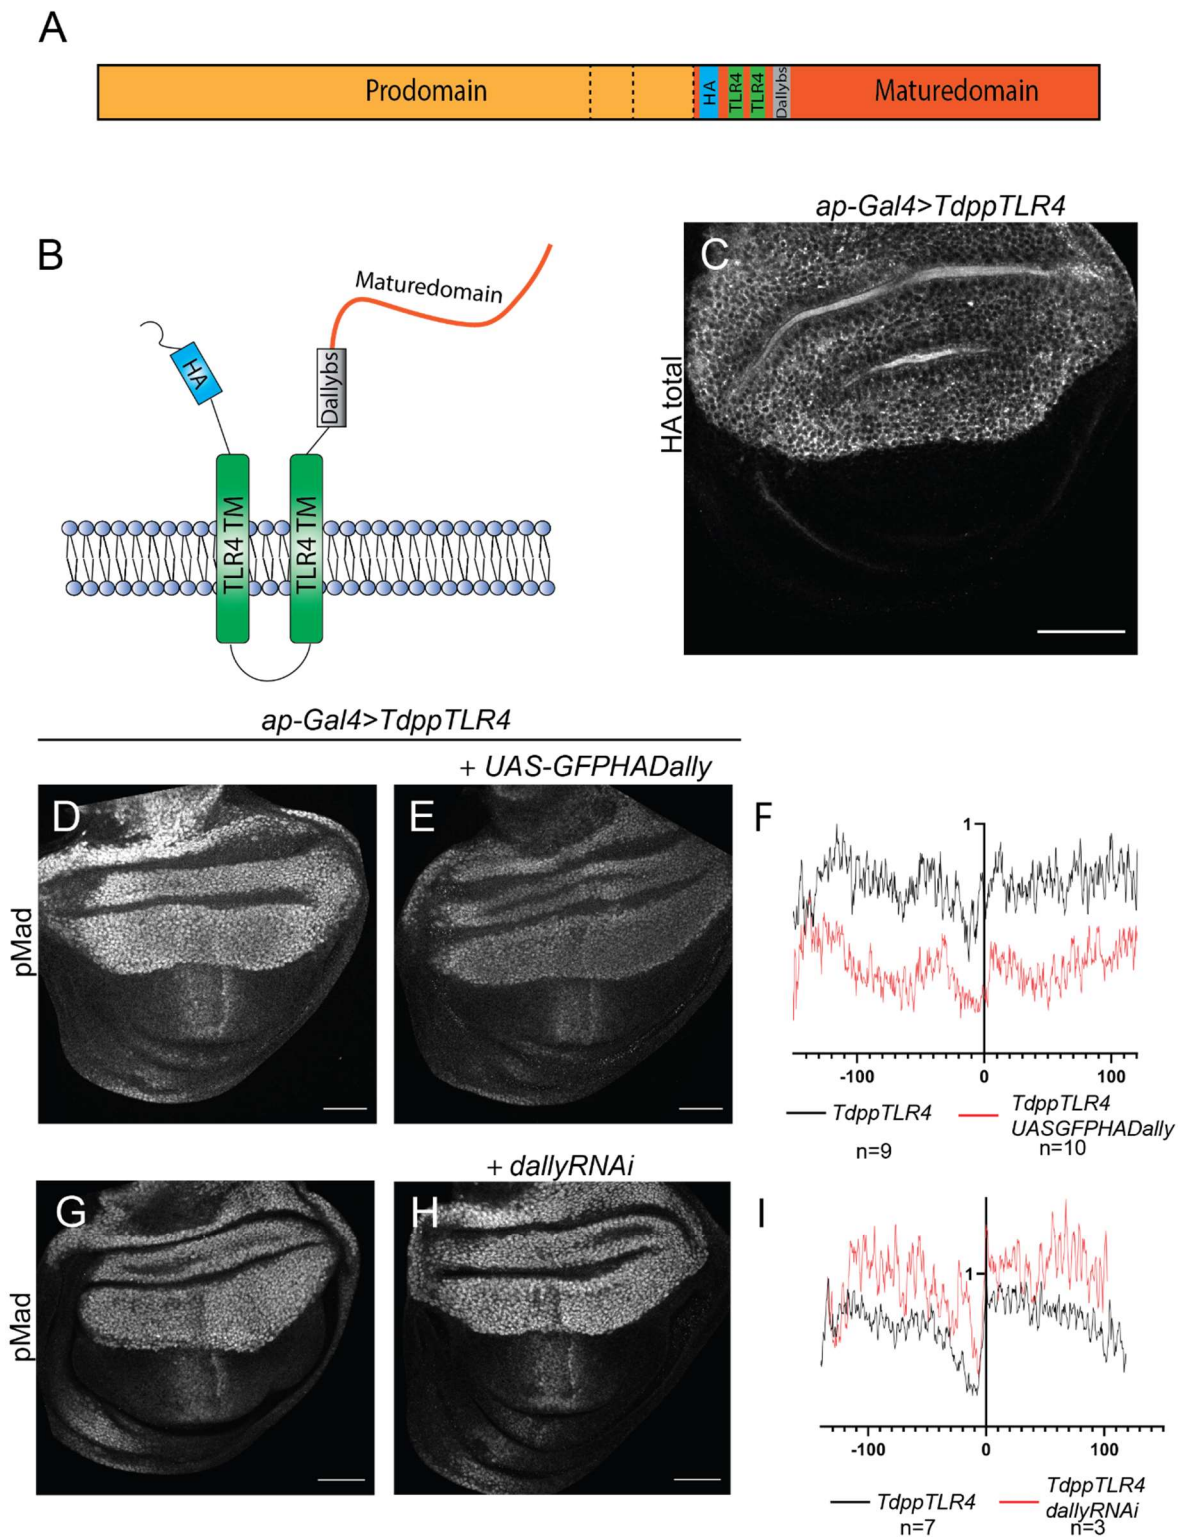 A
Prodomain
HA
TLR4
TLR4
Dallybs
Maturedomain
B
HA
TLR4 TM
TLR4 TM
Dallybs
Maturedomain
ap-Gal4>TdppTLR4
C
HA total
ap-Gal4>TdppTLR4
+ UAS-GFPHADally
D
E
pMad
F
1
-100
0
100
TdppTLR4
n=9
TdppTLR4
UASGFPHADally
n=10
+ dallyRNAi
G
H
pMad
I
1
-100
0
100
TdppTLR4
n=7
TdppTLR4
dallyRNAi
n=3